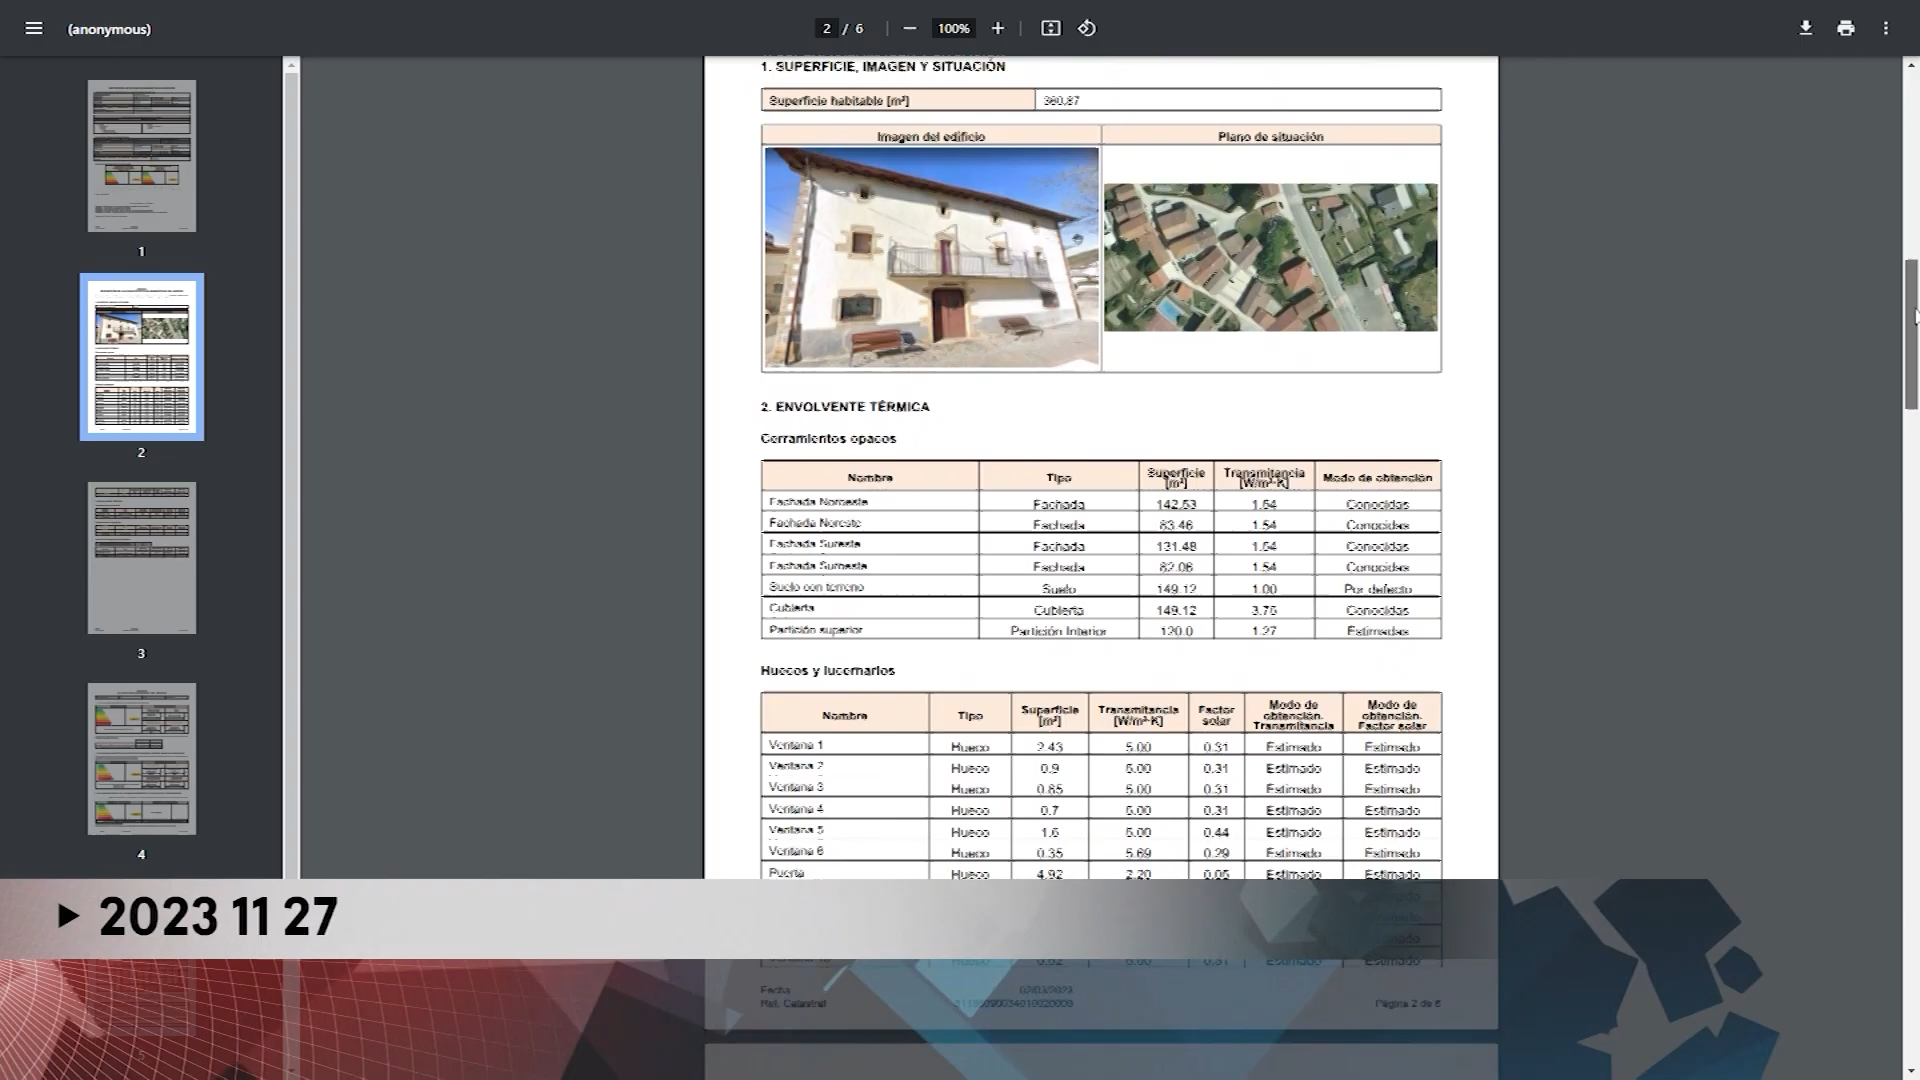 (anonymous)
2 / 6
100%
1
2
3
4
1. SUPERFICIE, IMAGEN Y SITUACIÓN
Superficie habitable [m²] 360.87
Imagen del edificio Plano de situación
2. ENVOLVENTE TÉRMICA
Cerramientos opacos
Nombre Tipo Superficie [m²] Transmitancia [W/m²·K] Modo de obtención
Fachada Noroeste Fachada 142.53 1.54 Conocidas
Fachada Noreste Fachada 83.46 1.54 Conocidas
Fachada Sureste Fachada 131.48 1.54 Conocidas
Fachada Suroeste Fachada 82.06 1.54 Conocidas
Suelo con terreno Suelo 149.12 1.00 Por defecto
Cubierta Cubierta 149.12 Conocidas
Partición superior Partición Interior 120.0 1.27 Estimadas
Huecos y lucernarios
Nombre Tipo Superficie [m²] Transmitancia [W/m²·K] Factor solar Modo de obtención. Transmitancia Modo de obtención. Factor solar
Ventana 1 Hueco 2.43 5.00 0.31 Estimado Estimado
Ventana 2 Hueco 0.9 5.00 0.31 Estimado Estimado
Ventana 3 Hueco 0.85 5.00 0.31 Estimado Estimado
Ventana 4 Hueco 0.7 5.00 0.31 Estimado Estimado
Ventana 5 Hueco 1.6 5.00 0.44 Estimado Estimado
Ventana 6 Hueco 0.35 5.69 0.29 Estimado Estimado
Puerta Hueco 4.92 2.20 0.05 Estimado Estimado
2023 11 27
Fecha 02/03/2023
Ref. Catastral Página 2 de 6